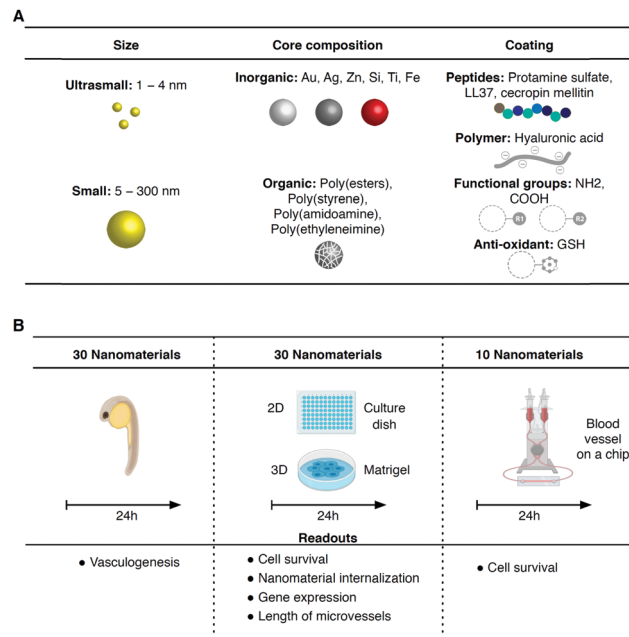 A
Size
Core composition
Coating
Ultrasmall: 1 – 4 nm
Inorganic: Au, Ag, Zn, Si, Ti, Fe
Peptides: Protamine sulfate,
LL37, cecropin mellitin
Polymer: Hyaluronic acid
Small: 5 – 300 nm
Organic: Poly(esters),
Poly(styrene),
Poly(amidoamine),
Poly(ethyleneimine)
Functional groups: NH2,
COOH
R1
R2
Anti-oxidant: GSH
B
30 Nanomaterials
30 Nanomaterials
10 Nanomaterials
2D
Culture
dish
3D
Matrigel
Blood
vessel
on a chip
24h
24h
24h
Readouts
● Vasculogenesis
● Cell survival
● Nanomaterial internalization
● Gene expression
● Length of microvessels
● Cell survival